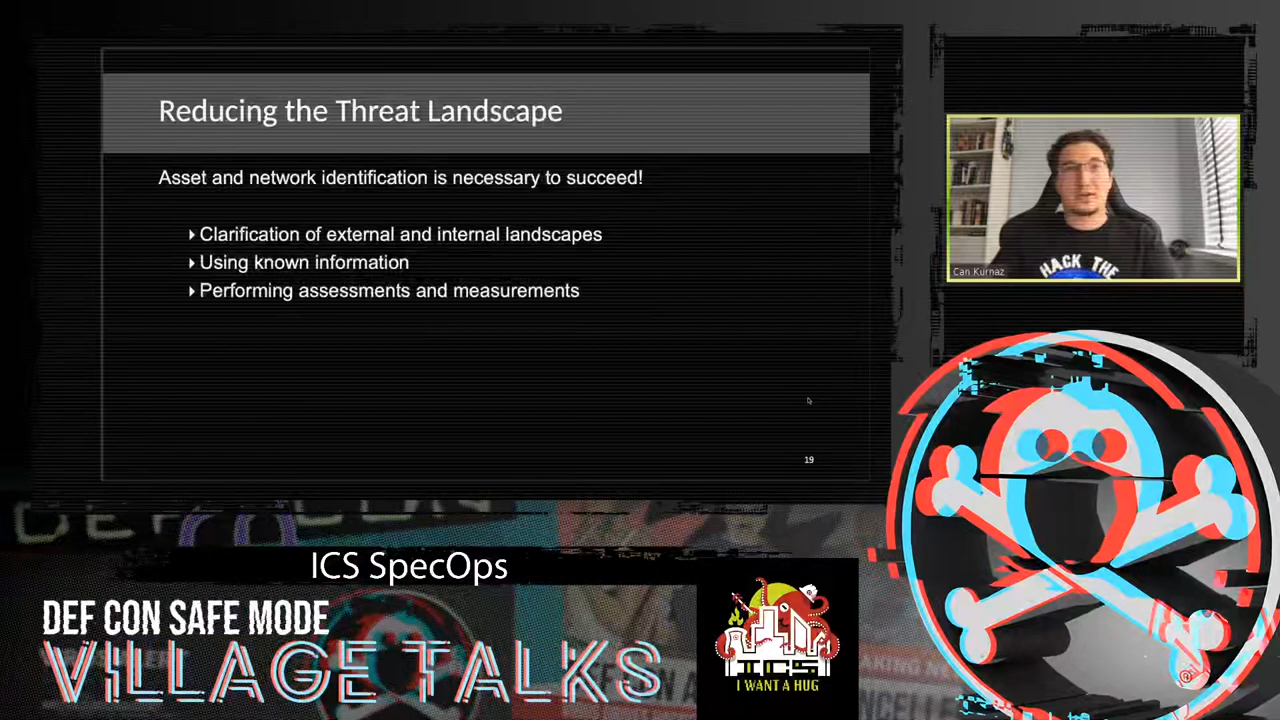 Reducing the Threat Landscape
Asset and network identification is necessary to succeed!
Clarification of external and internal landscapes
Using known information
Performing assessments and measurements
19
Can Kurnaz
HACK THE
DEF CON
ICS SpecOps
DEF CON SAFE MODE
VILLAGE TALKS
ICS
I WANT A HUG